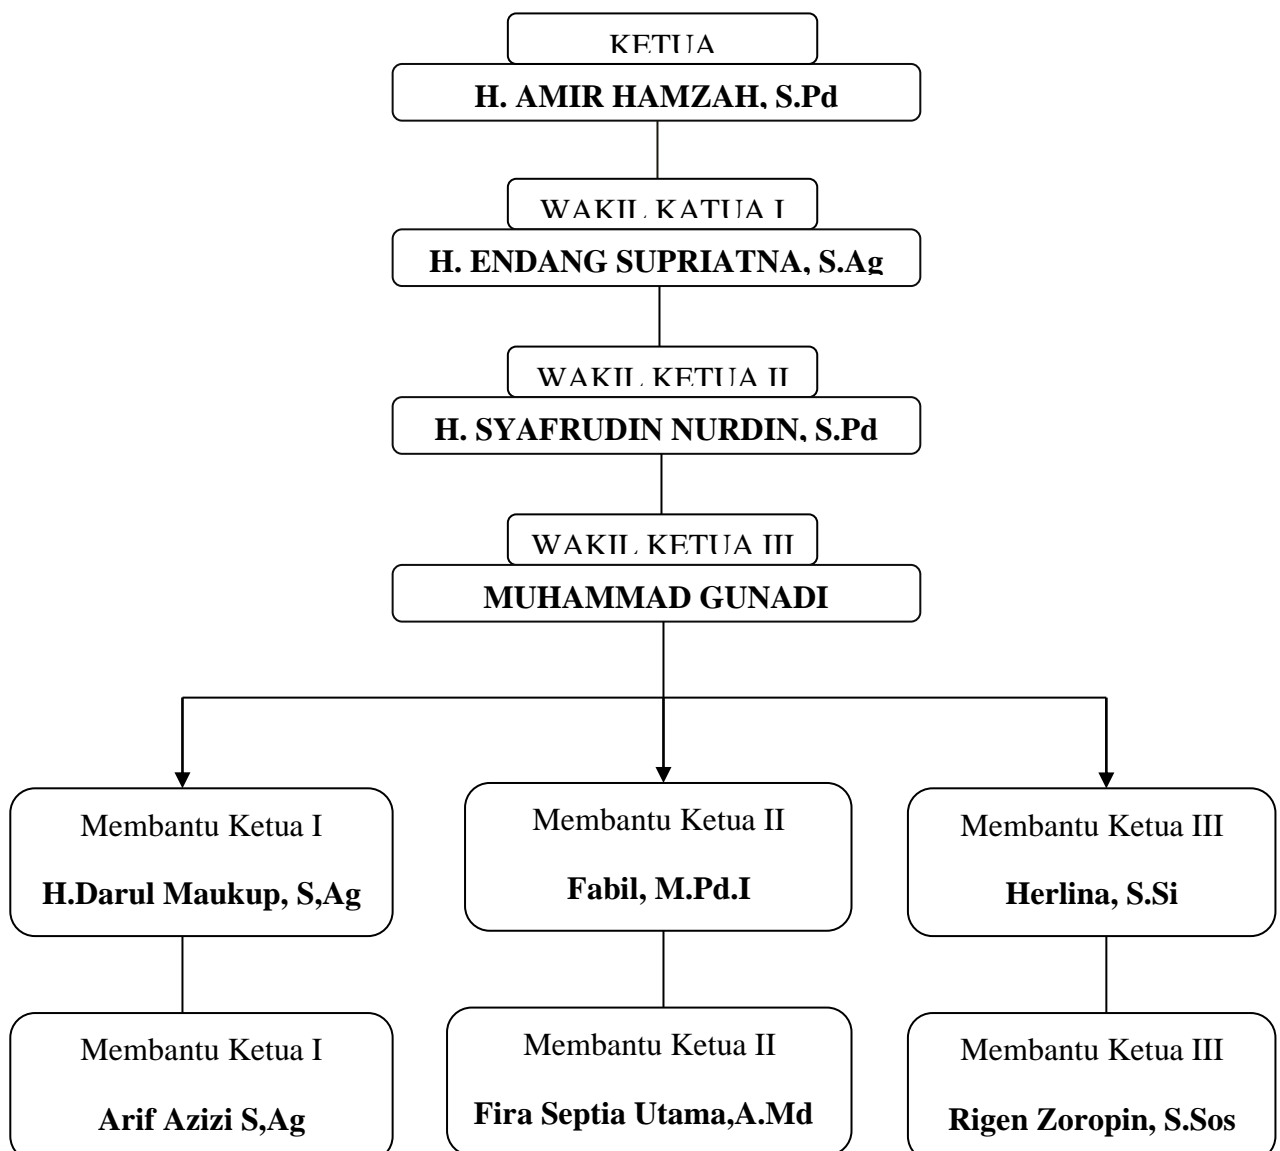 KETUA
H. AMIR HAMZAH, S.Pd
WAKIL KATUA I
H. ENDANG SUPRIATNA, S.Ag
WAKIL KETUA II
H. SYAFRUDIN NURDIN, S.Pd
WAKIL KETUA III
MUHAMMAD GUNADI
Membantu Ketua I
H.Darul Maukup, S,Ag
Membantu Ketua II
Fabil, M.Pd.I
Membantu Ketua III
Herlina, S.Si
Membantu Ketua I
Arif Azizi S,Ag
Membantu Ketua II
Fira Septia Utama,A.Md
Membantu Ketua III
Rigen Zoropin, S.Sos